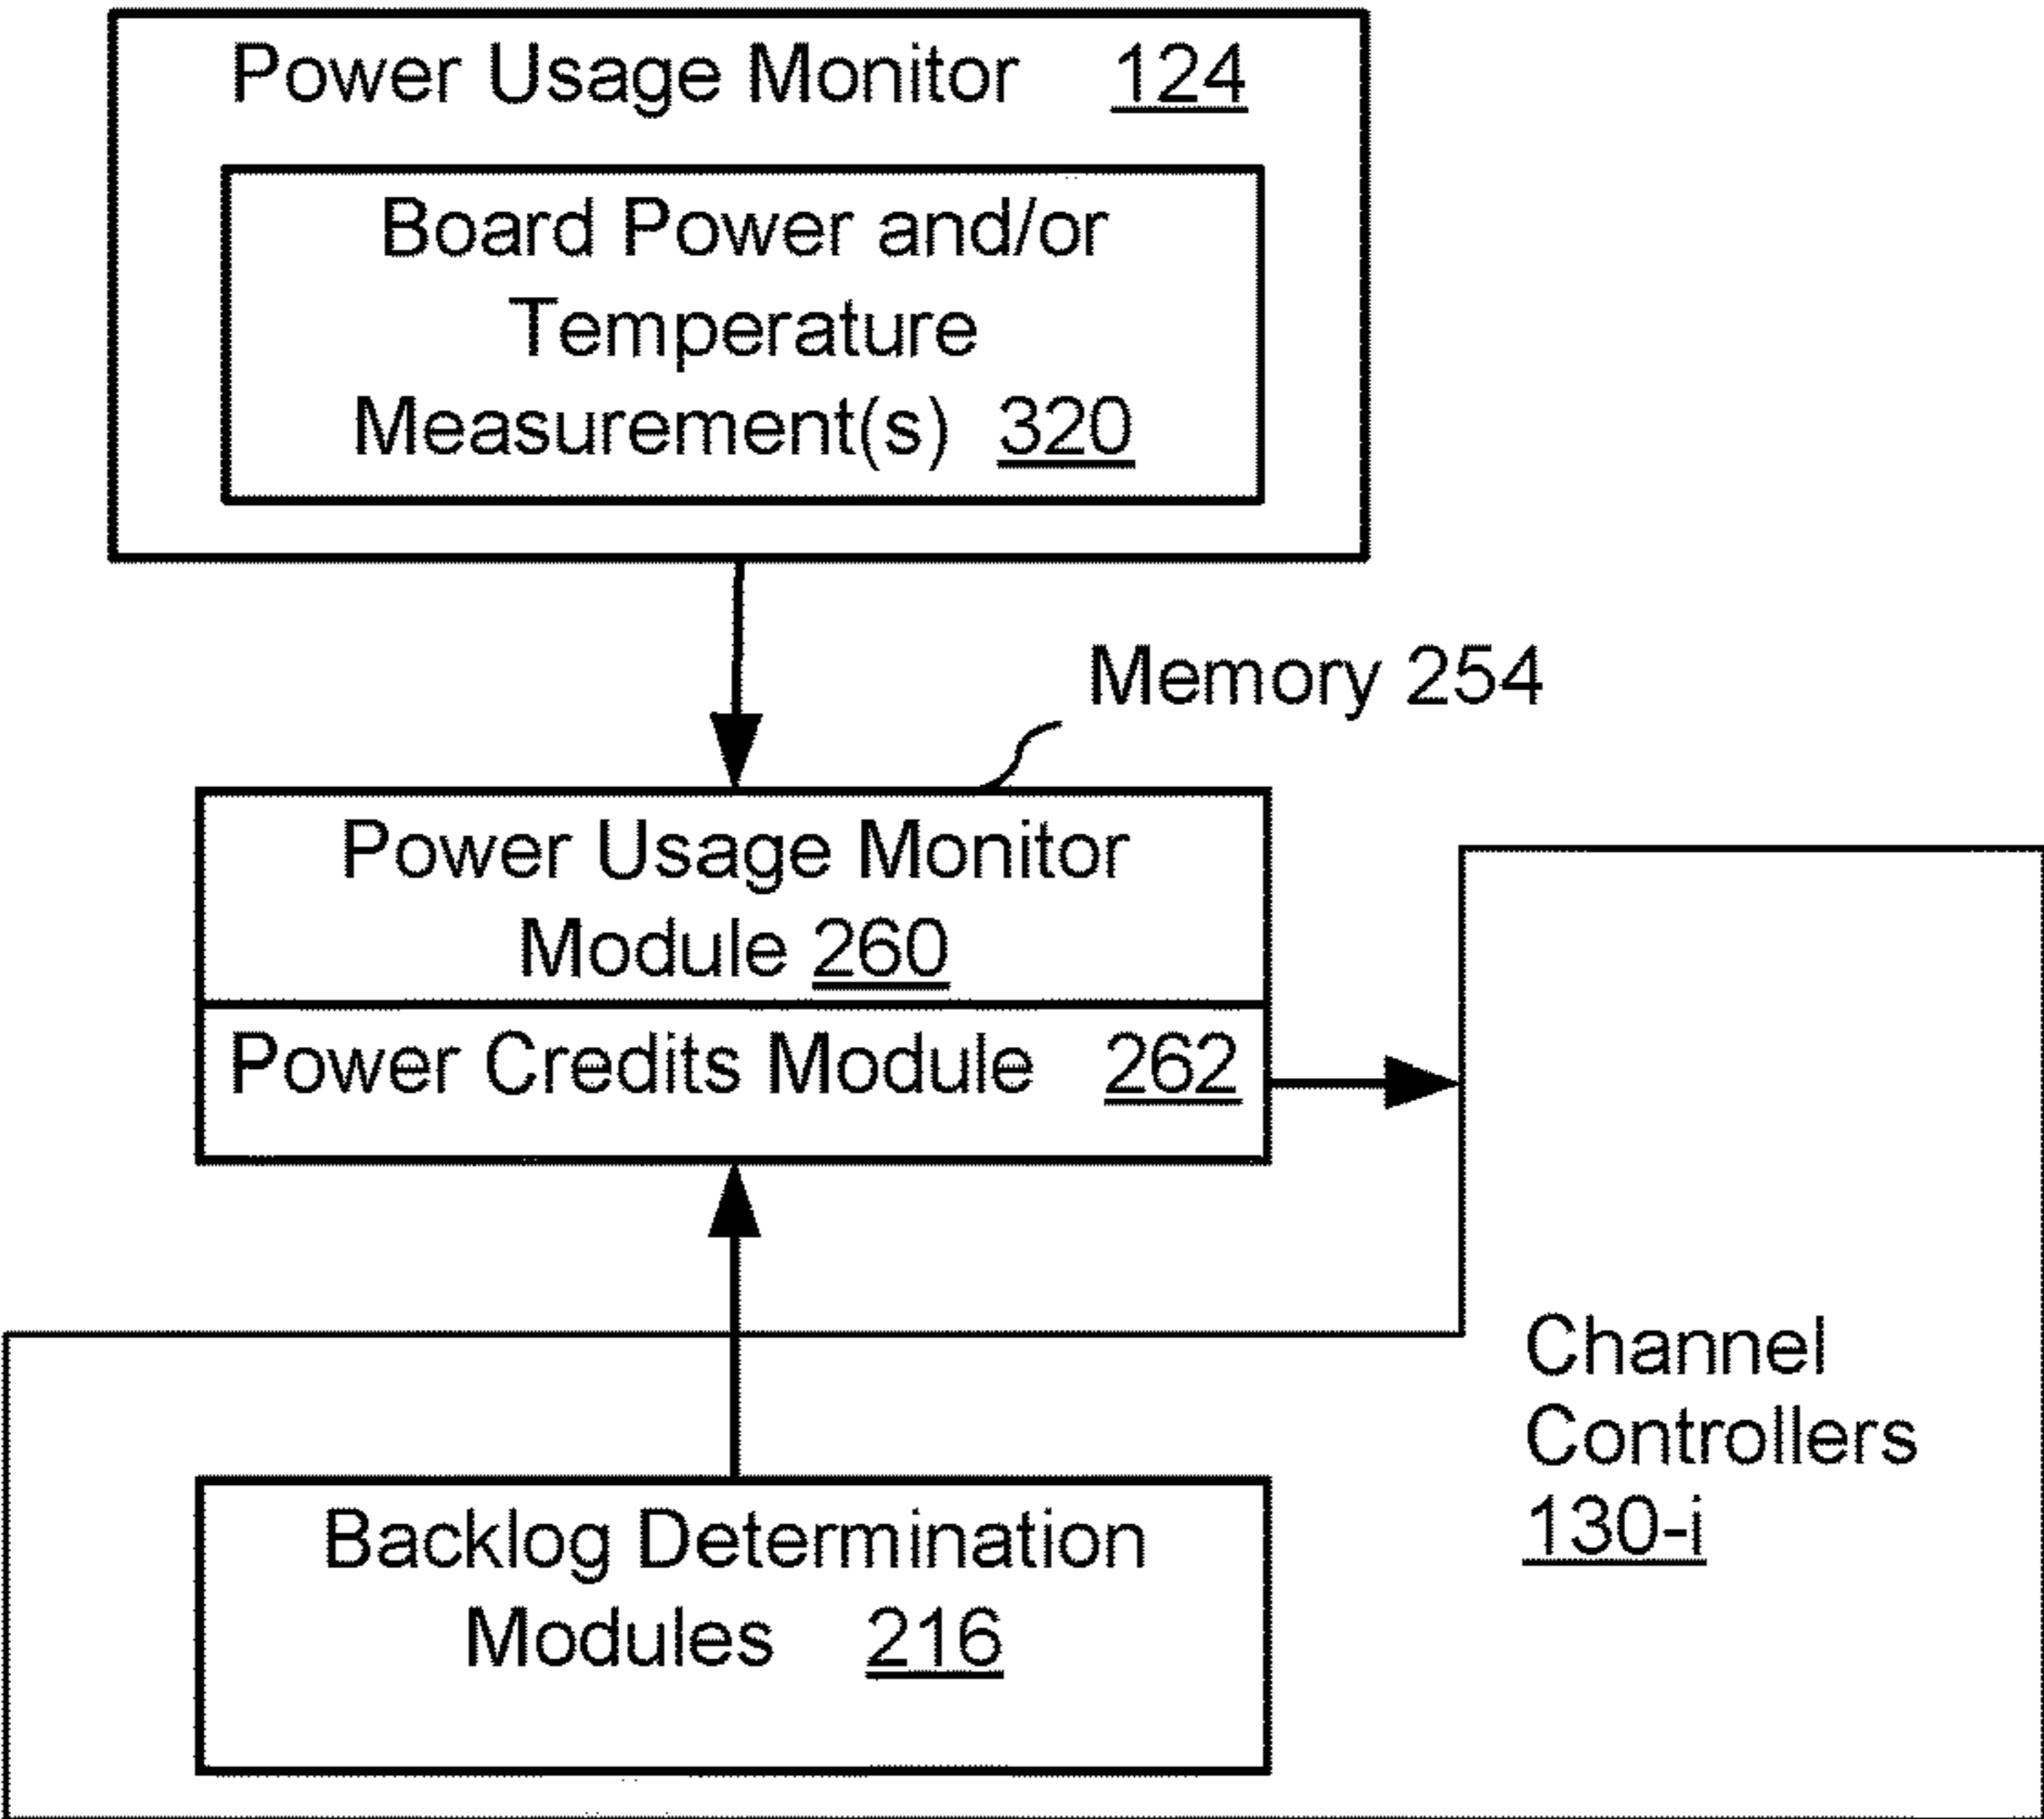 Power Usage Monitor 124
Board Power and/or
Temperature
Measurement(s) 320
Memory 254
Power Usage Monitor
Module 260
Power Credits Module 262
Channel
Controllers
130-i
Backlog Determination
Modules 216